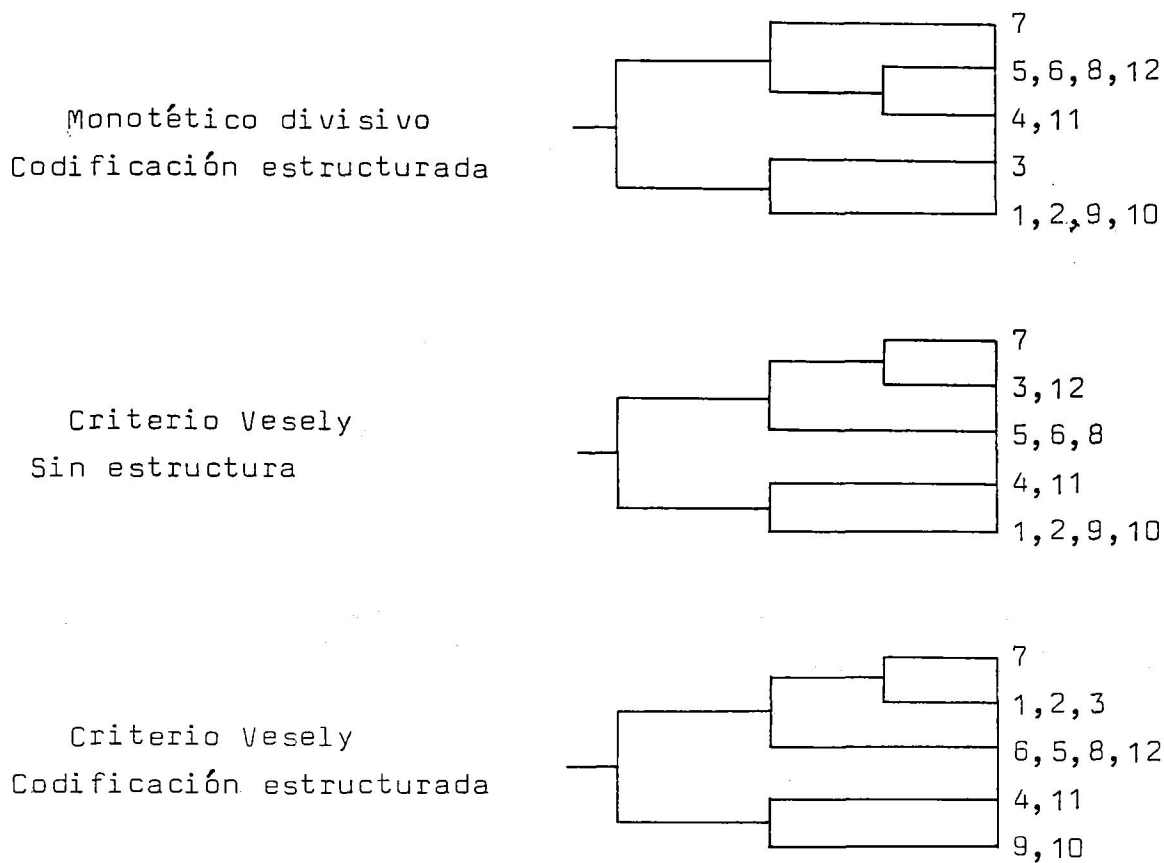 Monotético divisivo
Codificación estructurada
7
5,6,8,12
4,11
3
1,2,9,10
Criterio Vesely
Sin estructura
7
3,12
5,6,8
4,11
1,2,9,10
Criterio Vesely
Codificación estructurada
7
1,2,3
6,5,8,12
4,11
9,10